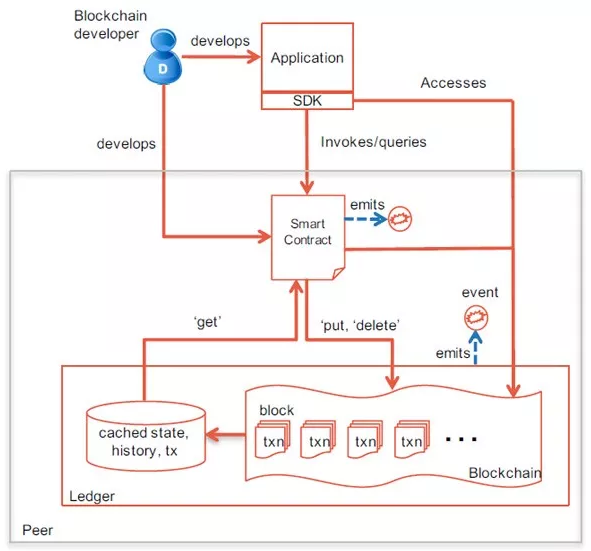 Blockchain
developer
D
develops
Application
SDK
Accesses
develops
Invokes/queries
Smart
Contract
emits
event
emits
'get'
'put, 'delete'
block
txn
txn
txn
txn
...
cached state,
history, tx
Blockchain
Ledger
Peer